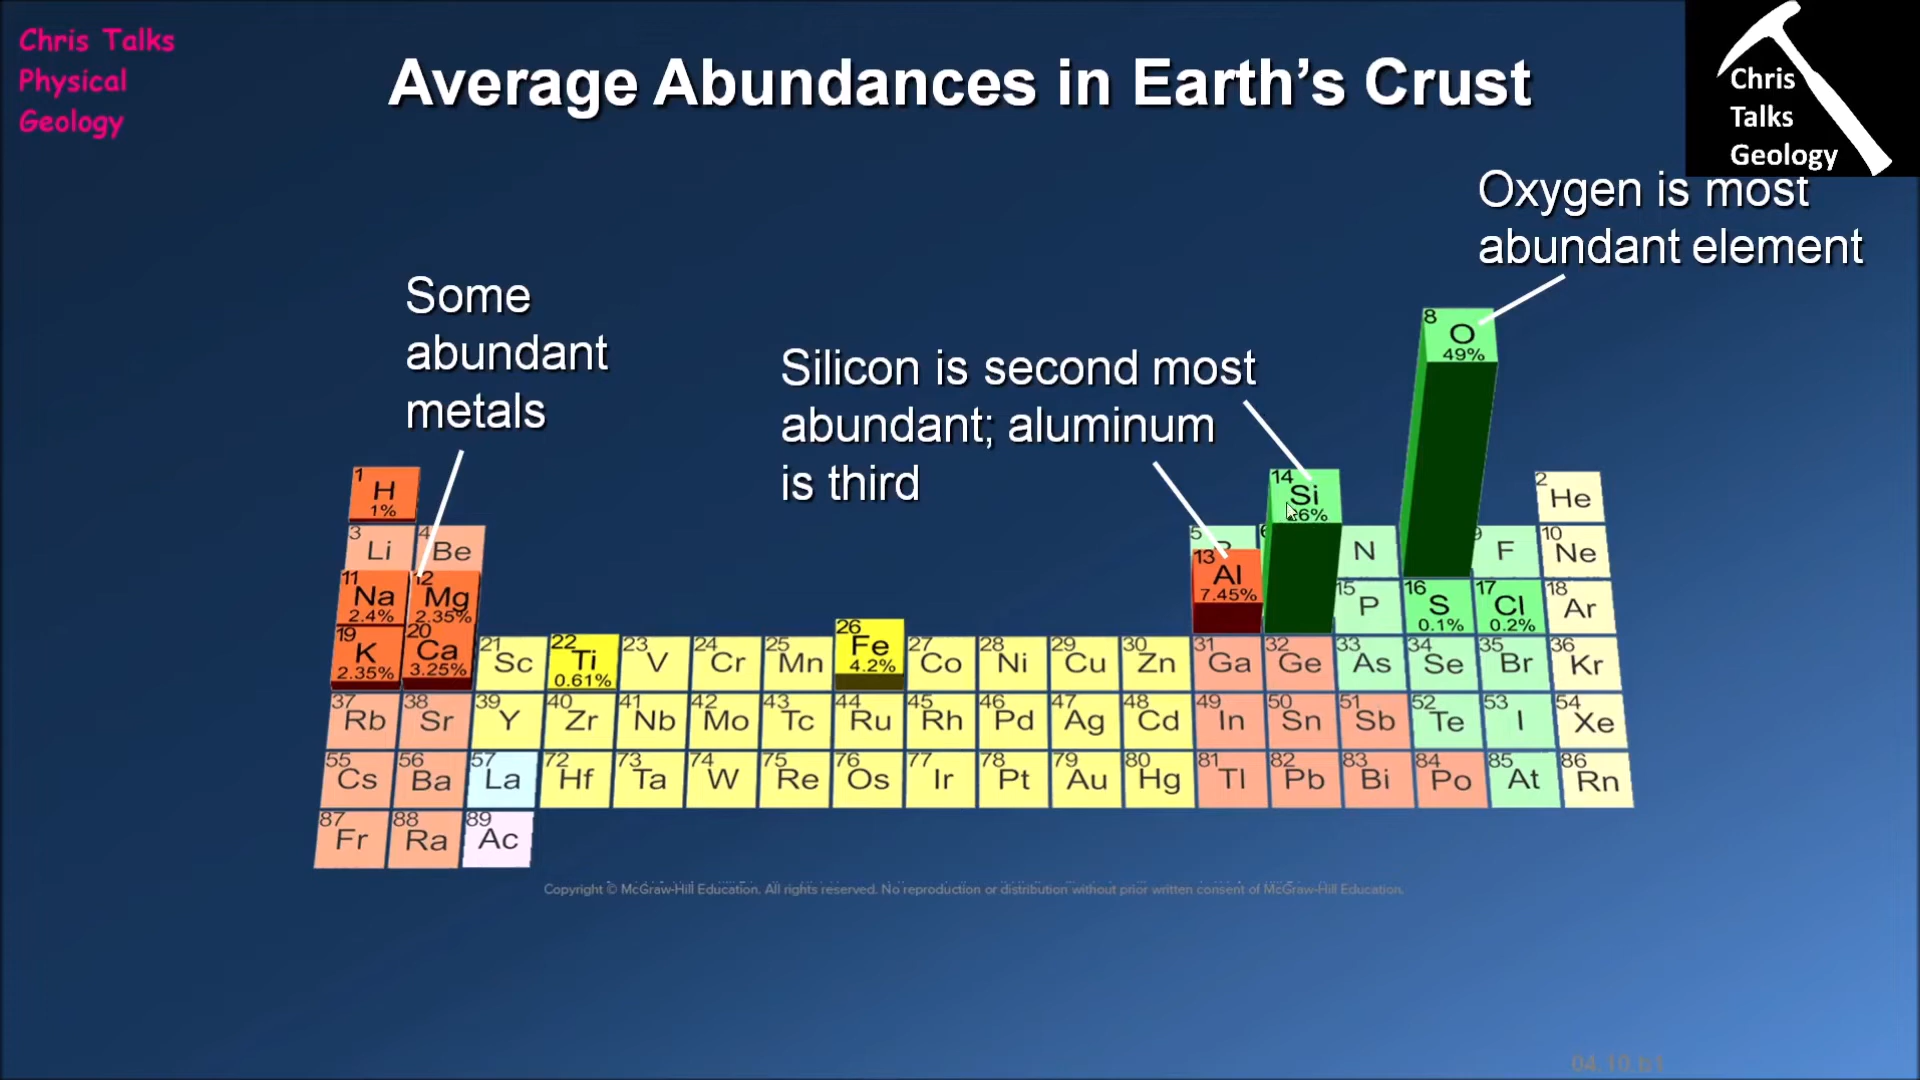 Chris Talks
Physical
Geology
Average Abundances in Earth's Crust
Chris
Talks
Geology
Oxygen is most
abundant element
Some
abundant
metals
Silicon is second most
abundant; aluminum
is third
8
O
49%
1
H
1%
14
Si
6%
2
He
3
Li
4
Be
5
N
9
F
10
Ne
13
Al
7.45%
11
Na
2.4%
12
Mg
2.35%
15
P
16
S
0.1%
17
Cl
0.2%
18
Ar
19
K
2.35%
20
Ca
3.25%
21
Sc
22
Ti
0.61%
23
V
24
Cr
25
Mn
26
Fe
4.2%
27
Co
28
Ni
29
Cu
30
Zn
31
Ga
32
Ge
33
As
34
Se
35
Br
36
Kr
37
Rb
38
Sr
39
Y
40
Zr
41
Nb
42
Mo
43
Tc
44
Ru
45
Rh
46
Pd
47
Ag
48
Cd
49
In
50
Sn
51
Sb
52
Te
53
I
54
Xe
55
Cs
56
Ba
57
La
72
Hf
73
Ta
74
W
75
Re
76
Os
77
Ir
78
Pt
79
Au
80
Hg
81
Tl
82
Pb
83
Bi
84
Po
85
At
86
Rn
87
Fr
88
Ra
89
Ac
Copyright © McGraw-Hill Education. All rights reserved. No reproduction or distribution without prior written consent of McGraw-Hill Education.
04.10.b1